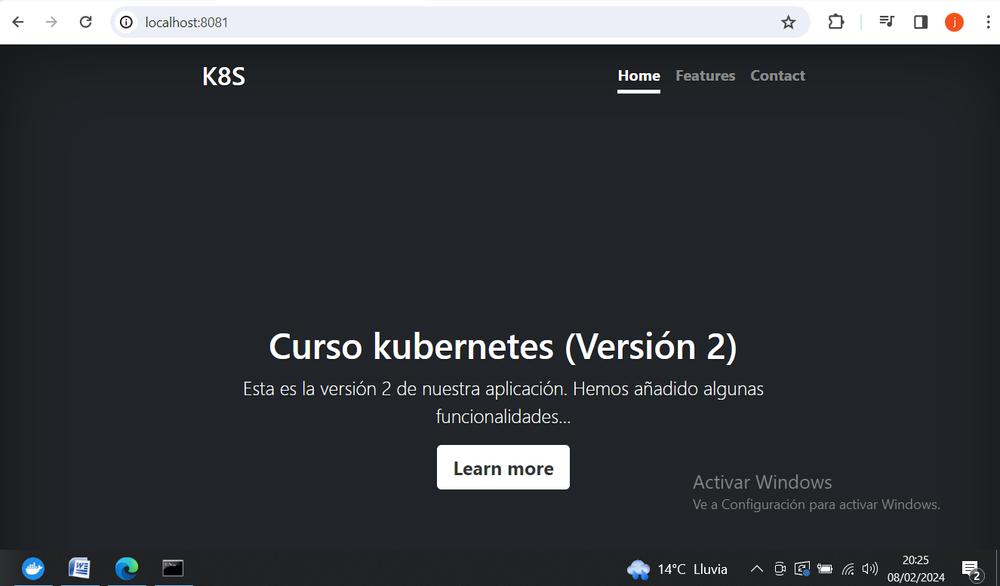 localhost:8081
j
K8S
Home Features Contact
Curso kubernetes (Versión 2)
Esta es la versión 2 de nuestra aplicación. Hemos añadido algunas
funcionalidades...
Learn more
Activar Windows
Ve a Configuración para activar Windows.
14°C Lluvia
20:25
08/02/2024
2